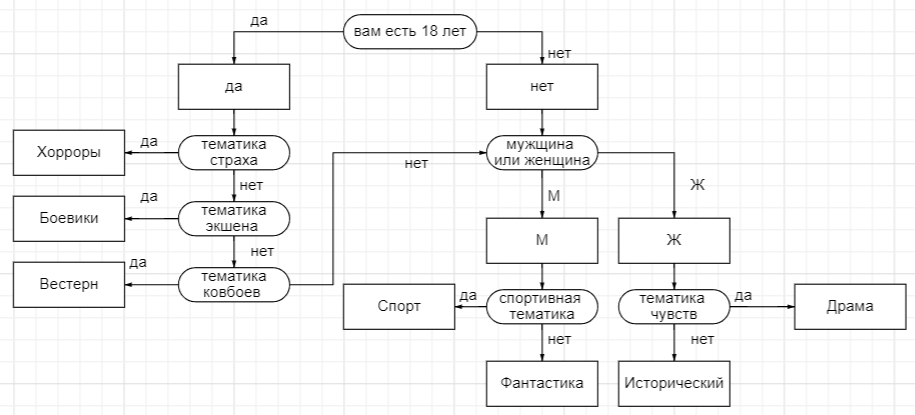 да
вам есть 18 лет
нет
да
нет
Хорроры
да
тематика
страха
нет
мужщина
или женщина
нет
Ж
да
М
Боевики
тематика
экшена
нет
М
Ж
да
Вестерн
тематика
ковбоев
Спорт
да
спортивная
тематика
тематика
чувств
да
Драма
нет
нет
Фантастика
Исторический